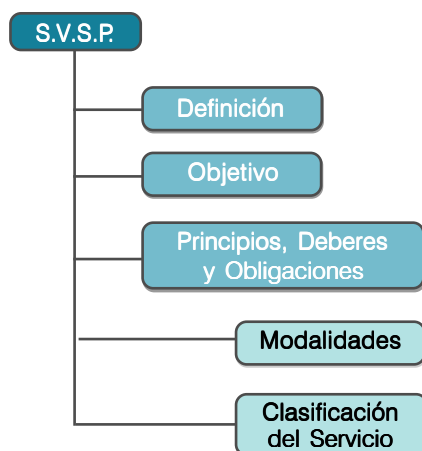 S.V.S.P.
Definición
Objetivo
Principios, Deberes
y Obligaciones
Modalidades
Clasificación
del Servicio